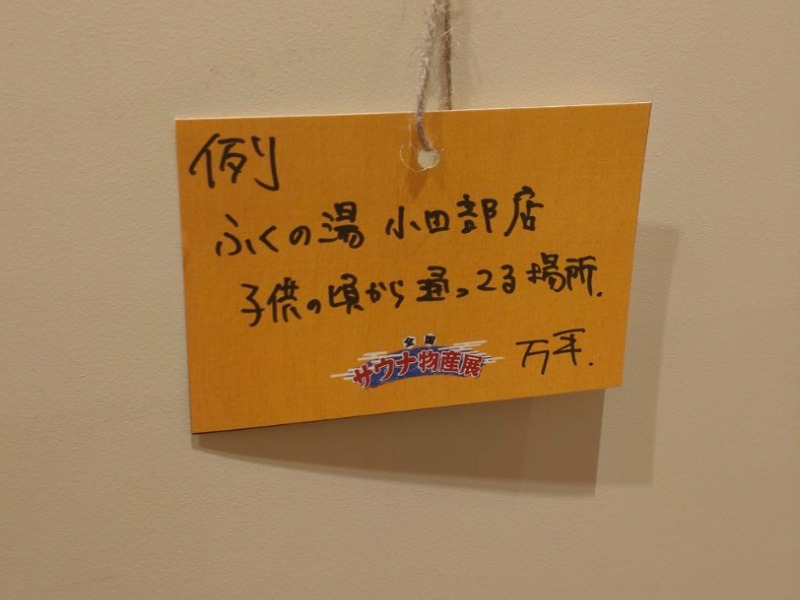 例
ふくの湯 小田部店
子供の頃から通ってる場所.
全国
サウナ物産展
万平.